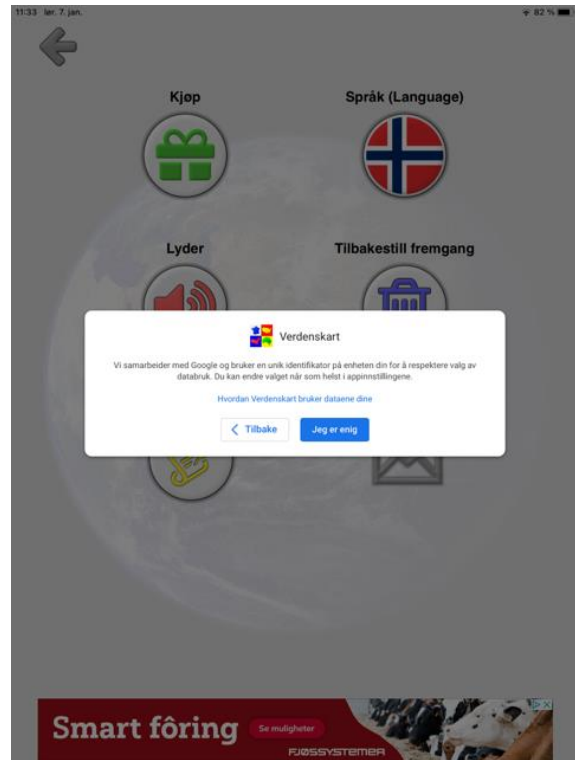 11:33 lør. 7. jan.
82 %
Kjøp
Språk (Language)
Lyder
Tilbakestill fremgang
Verdenskart
Vi samarbeider med Google og bruker en unik identifikator på enheten din for å respektere valg av
databruk. Du kan endre valget når som helst i appinnstillingene.
Hvordan Verdenskart bruker dataene dine
Tilbake
Jeg er enig
Smart fôring
Se muligheter
FJØSSYSTEMER